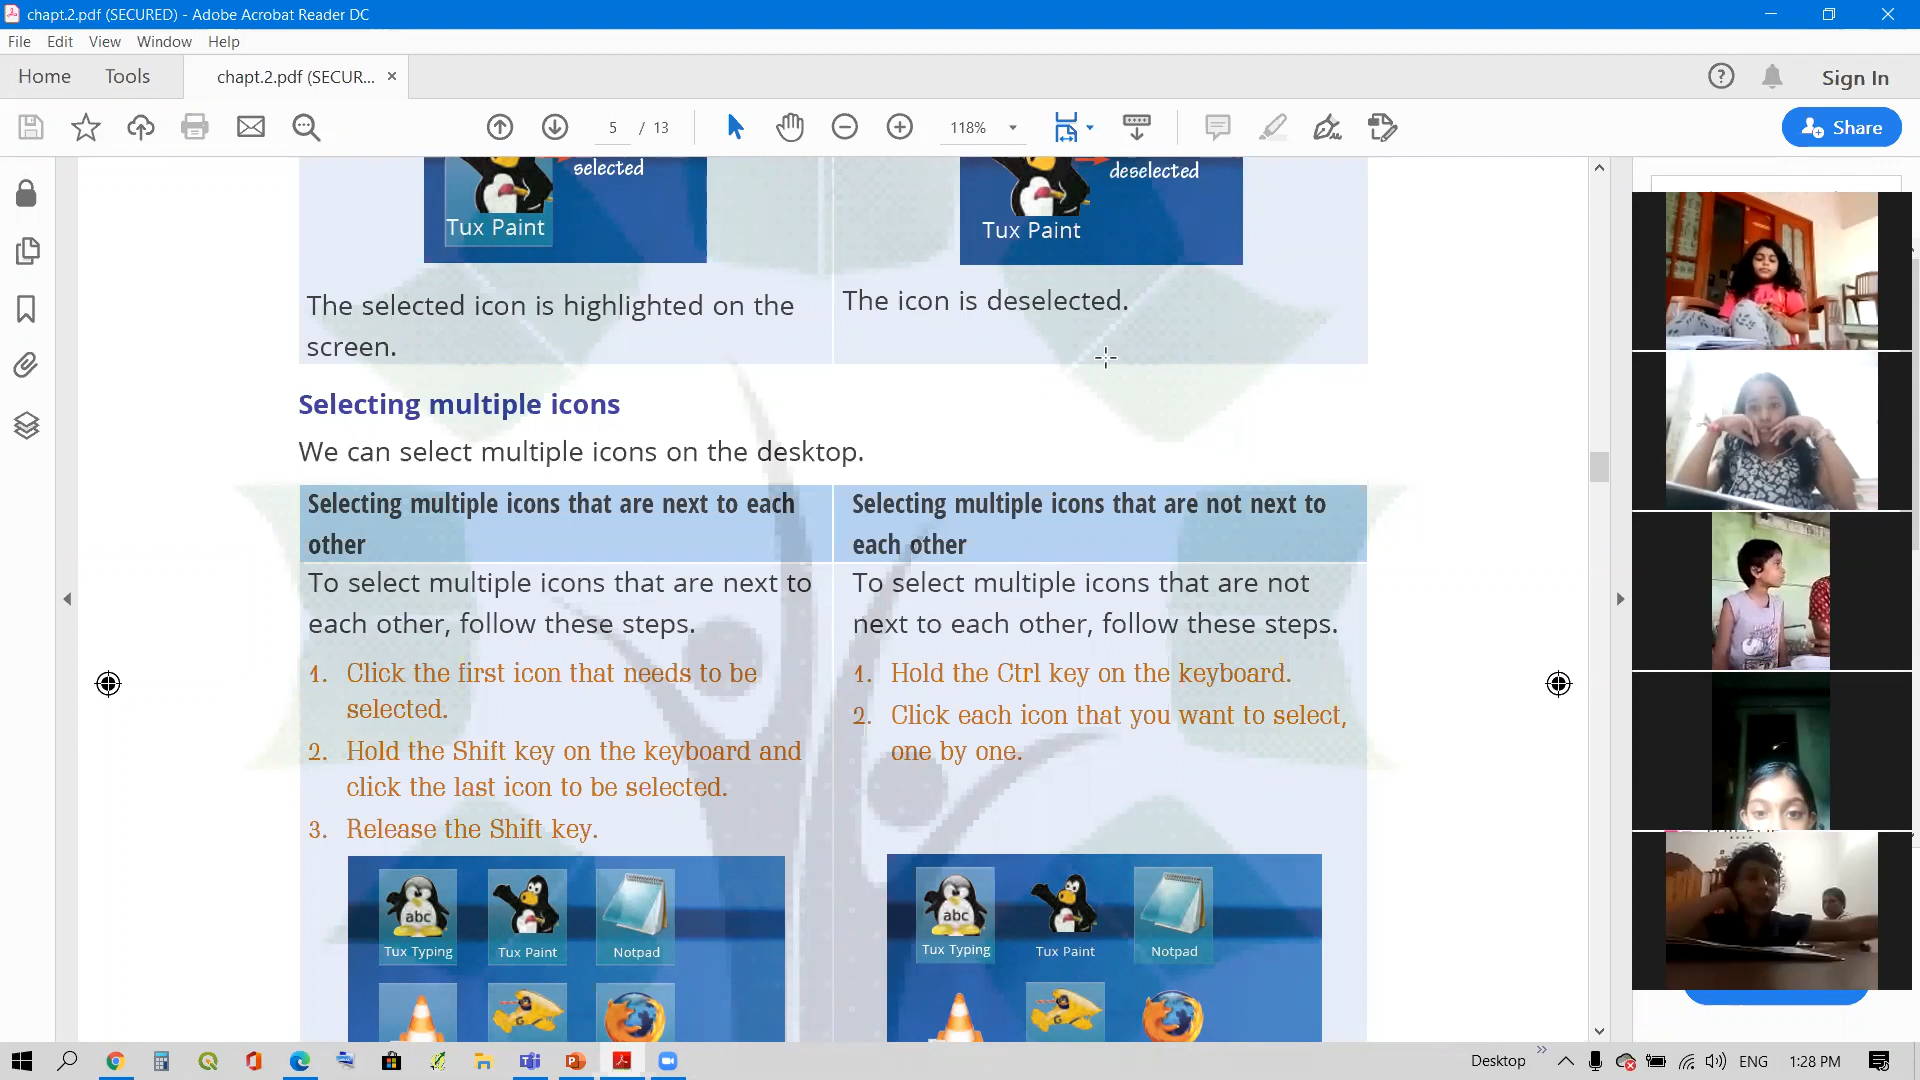 chapt.2.pdf (SECURED) - Adobe Acrobat Reader DC
File Edit View Window Help
Home Tools chapt.2.pdf (SECUR... × Sign In
5 / 13 118% Share
selected
Tux Paint
deselected
Tux Paint
The selected icon is highlighted on the
screen.
The icon is deselected.
Selecting multiple icons
We can select multiple icons on the desktop.
Selecting multiple icons that are next to each
other
To select multiple icons that are next to
each other, follow these steps.
1. Click the first icon that needs to be
selected.
2. Hold the Shift key on the keyboard and
click the last icon to be selected.
3. Release the Shift key.
abc
Tux Typing Tux Paint Notpad
Selecting multiple icons that are not next to
each other
To select multiple icons that are not
next to each other, follow these steps.
1. Hold the Ctrl key on the keyboard.
2. Click each icon that you want to select,
one by one.
abc
Tux Typing Tux Paint Notpad
Desktop ENG 1:28 PM